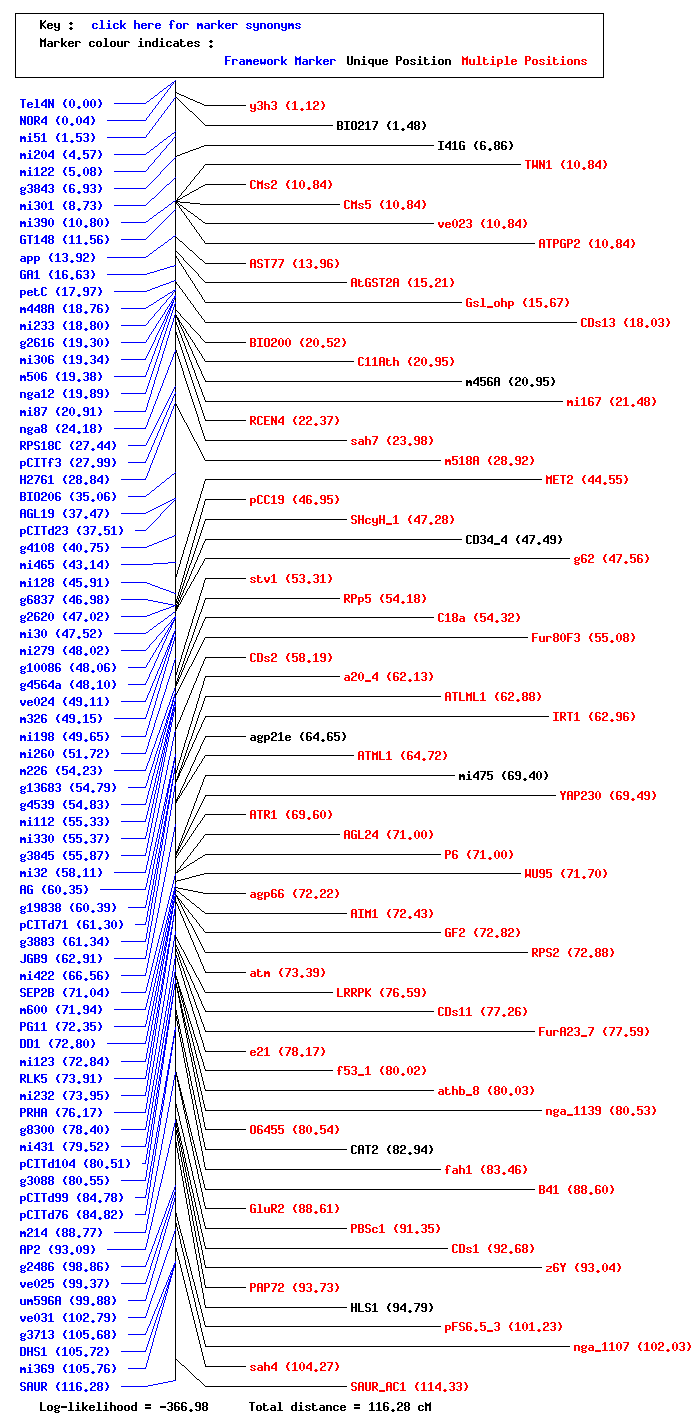 Key : click here for marker synonyms
Marker colour indicates :
Framework Marker Unique Position Multiple Positions
Tel4N (0.00)
NOR4 (0.04)
mi51 (1.53)
mi204 (4.57)
mi122 (5.08)
g3843 (6.93)
mi301 (8.73)
mi390 (10.80)
GT148 (11.56)
app (13.92)
GA1 (16.63)
petC (17.97)
m448A (18.76)
mi233 (18.80)
g2616 (19.30)
mi306 (19.34)
m506 (19.38)
nga12 (19.89)
mi87 (20.91)
nga8 (24.18)
RPS18C (27.44)
pCITf3 (27.99)
H2761 (28.84)
BIO206 (35.06)
AGL19 (37.47)
pCITd23 (37.51)
g4108 (40.75)
mi465 (43.14)
mi128 (45.91)
g6837 (46.98)
g2620 (47.02)
mi30 (47.52)
mi279 (48.02)
g10086 (48.06)
g4564a (48.10)
ve024 (49.11)
m326 (49.15)
mi198 (49.65)
mi260 (51.72)
m226 (54.23)
g13683 (54.79)
g4539 (54.83)
mi112 (55.33)
mi330 (55.37)
g3845 (55.87)
mi32 (58.11)
AG (60.35)
g19838 (60.39)
pCITd71 (61.30)
g3883 (61.34)
JGB9 (62.91)
mi422 (66.56)
SEP2B (71.04)
m600 (71.94)
PG11 (72.35)
DD1 (72.80)
mi123 (72.84)
RLK5 (73.91)
mi232 (73.95)
PRHA (76.17)
g8300 (78.40)
mi431 (79.52)
pCITd104 (80.51)
g3088 (80.55)
pCITd99 (84.78)
pCITd76 (84.82)
m214 (88.77)
AP2 (93.09)
g2486 (98.86)
ve025 (99.37)
um596A (99.88)
ve031 (102.79)
g3713 (105.68)
DHS1 (105.72)
mi369 (105.76)
SAUR (116.28)
y3h3 (1.12)
BIO217 (1.48)
I41G (6.86)
TWN1 (10.84)
CMs2 (10.84)
CMs5 (10.84)
ve023 (10.84)
ATPGP2 (10.84)
AST77 (13.96)
AtGST2A (15.21)
Gsl_ohp (15.67)
CDs13 (18.03)
BIO200 (20.52)
C11Ath (20.95)
m456A (20.95)
mi167 (21.48)
RCEN4 (22.37)
sah7 (23.98)
m518A (28.92)
MET2 (44.55)
pCC19 (46.95)
SHcyH_1 (47.28)
CD34_4 (47.49)
g62 (47.56)
stv1 (53.31)
RPp5 (54.18)
C18a (54.32)
Fur80F3 (55.08)
CDs2 (58.19)
a20_4 (62.13)
ATLML1 (62.88)
IRT1 (62.96)
agp21e (64.65)
ATML1 (64.72)
mi475 (69.40)
YAP230 (69.49)
ATR1 (69.60)
AGL24 (71.00)
P6 (71.00)
WU95 (71.70)
agp66 (72.22)
AIM1 (72.43)
GF2 (72.82)
RPS2 (72.88)
atm (73.39)
LRRPK (76.59)
CDs11 (77.26)
FurA23_7 (77.59)
e21 (78.17)
f53_1 (80.02)
athb_8 (80.03)
nga_1139 (80.53)
O6455 (80.54)
CAT2 (82.94)
fah1 (83.46)
B41 (88.60)
GluR2 (88.61)
PBSc1 (91.35)
CDs1 (92.68)
z6Y (93.04)
PAP72 (93.73)
HLS1 (94.79)
pFS6.5_3 (101.23)
nga_1107 (102.03)
sah4 (104.27)
SAUR_AC1 (114.33)
Log-likelihood = -366.98 Total distance = 116.28 cM